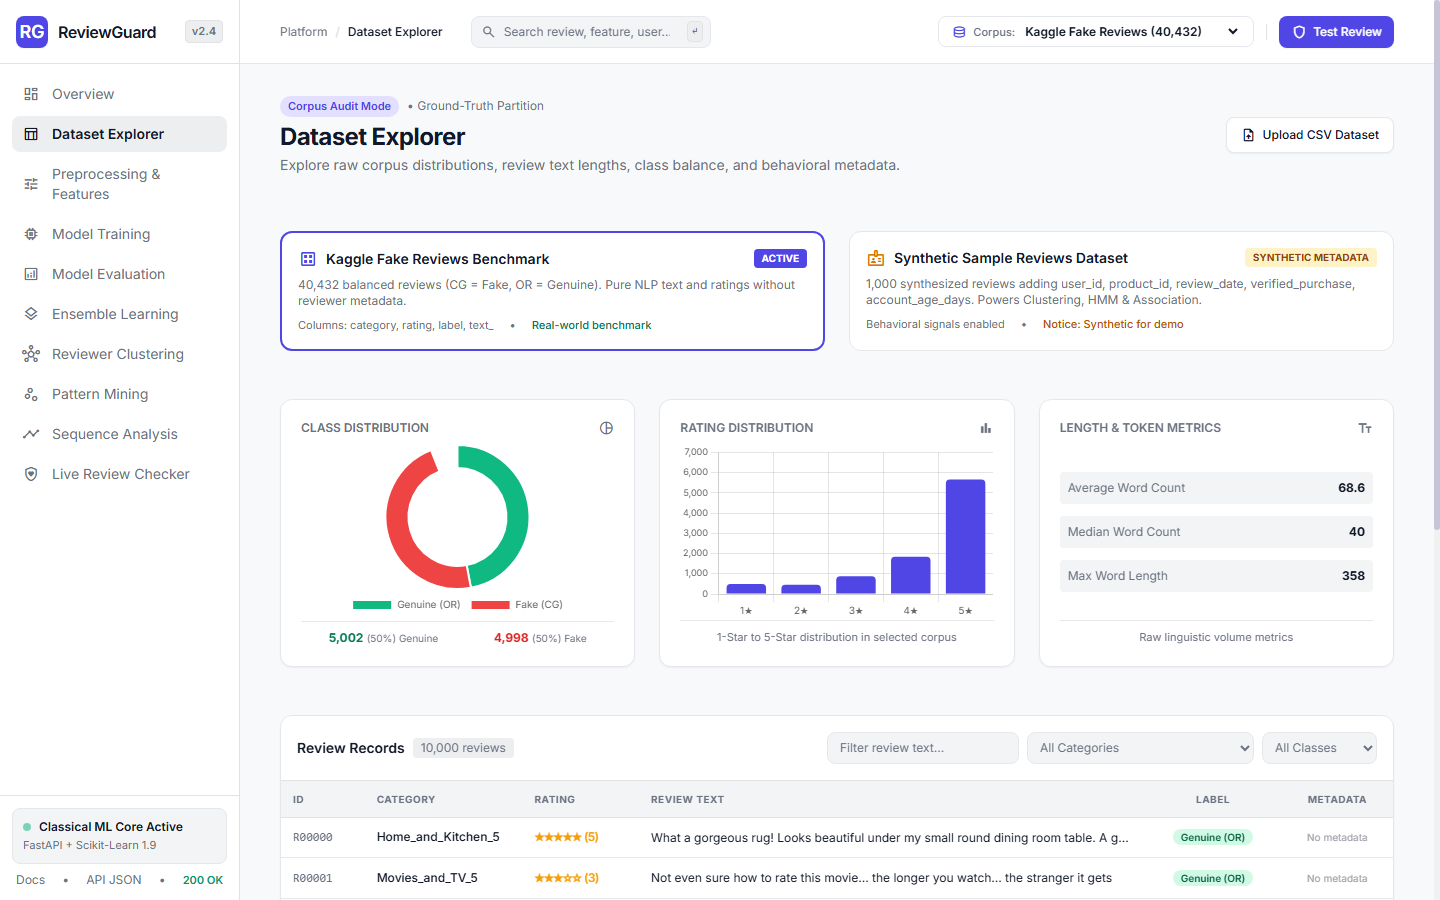 RG ReviewGuard v2.4
Platform / Dataset Explorer
Search review, feature, user...
Corpus: Kaggle Fake Reviews (40,432)
Test Review
Overview
Dataset Explorer
Preprocessing &
Features
Model Training
Model Evaluation
Ensemble Learning
Reviewer Clustering
Pattern Mining
Sequence Analysis
Live Review Checker
Classical ML Core Active
FastAPI + Scikit-Learn 1.9
Docs • API JSON • 200 OK
Corpus Audit Mode • Ground-Truth Partition
Dataset Explorer
Explore raw corpus distributions, review text lengths, class balance, and behavioral metadata.
Upload CSV Dataset
Kaggle Fake Reviews Benchmark ACTIVE
40,432 balanced reviews (CG = Fake, OR = Genuine). Pure NLP text and ratings without
reviewer metadata.
Columns: category, rating, label, text_ • Real-world benchmark
Synthetic Sample Reviews Dataset SYNTHETIC METADATA
1,000 synthesized reviews adding user_id, product_id, review_date, verified_purchase,
account_age_days. Powers Clustering, HMM & Association.
Behavioral signals enabled • Notice: Synthetic for demo
CLASS DISTRIBUTION
Genuine (OR) Fake (CG)
5,002 (50%) Genuine 4,998 (50%) Fake
RATING DISTRIBUTION
7,000
6,000
5,000
4,000
3,000
2,000
1,000
0
1★ 2★ 3★ 4★ 5★
1-Star to 5-Star distribution in selected corpus
LENGTH & TOKEN METRICS
Average Word Count 68.6
Median Word Count 40
Max Word Length 358
Raw linguistic volume metrics
Review Records 10,000 reviews
Filter review text... All Categories All Classes
ID CATEGORY RATING REVIEW TEXT LABEL METADATA
R00000 Home_and_Kitchen_5 ★★★★★ (5) What a gorgeous rug! Looks beautiful under my small round dining room table. A g... Genuine (OR) No metadata
R00001 Movies_and_TV_5 ★★★☆☆ (3) Not even sure how to rate this movie... the longer you watch... the stranger it gets Genuine (OR) No metadata